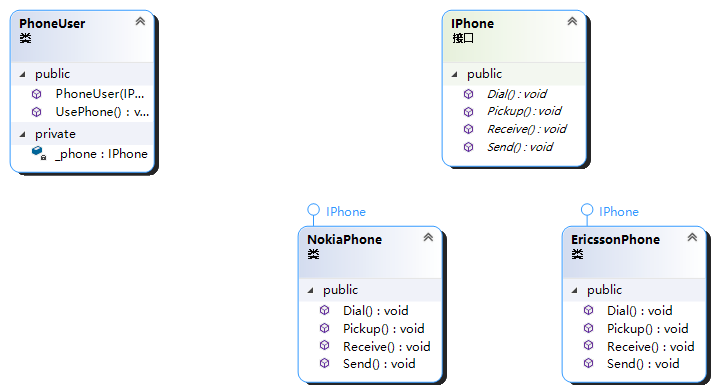 PhoneUser
类
public
PhoneUser(IP...
UsePhone() : v...
private
_phone : IPhone
IPhone
接口
public
Dial() : void
Pickup() : void
Receive() : void
Send() : void
IPhone
NokiaPhone
类
public
Dial() : void
Pickup() : void
Receive() : void
Send() : void
IPhone
EricssonPhone
类
public
Dial() : void
Pickup() : void
Receive() : void
Send() : void